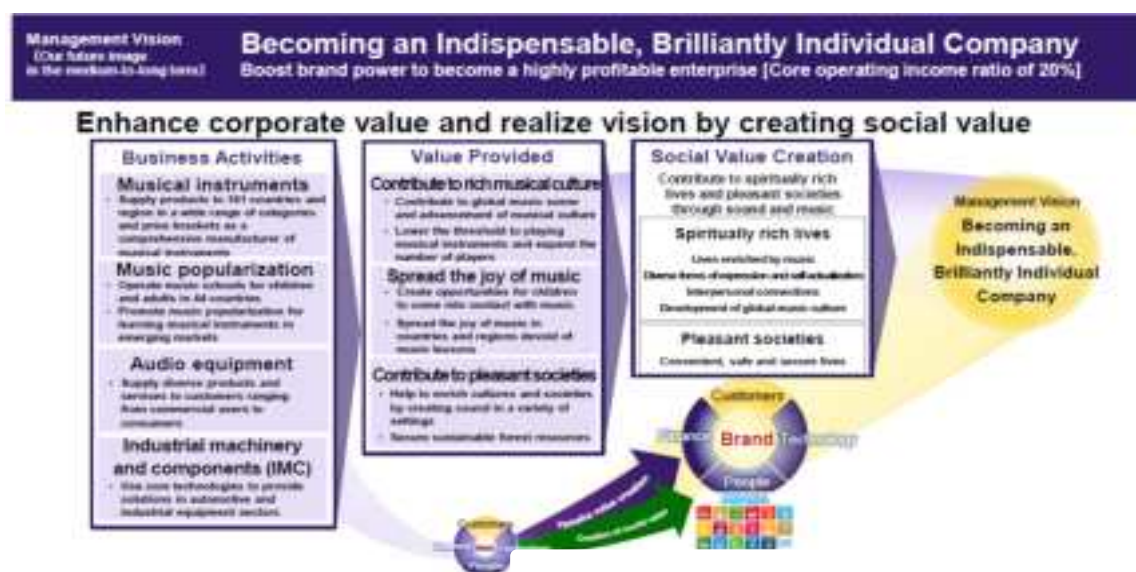 Management Vision
[Our future image
in the medium-to-long term]
Becoming an Indispensable, Brilliantly Individual Company
Boost brand power to become a highly profitable enterprise [Core operating income ratio of 20%]
Enhance corporate value and realize vision by creating social value
Business Activities
Musical instruments
• Supply products to 101 countries and
region in a wide range of categories
and price brackets as a
comprehensive manufacturer of
musical instruments
Music popularization
• Operate music schools for children
and adults in 44 countries
• Promote music popularization for
learning musical instruments in
emerging markets
Audio equipment
• Supply diverse products and
services to customers ranging
from commercial users to
consumers
Industrial machinery
and components (IMC)
• Use core technologies to provide
solutions in automotive and
industrial equipment sectors
Value Provided
Contribute to rich musical culture
• Contribute to global music scene
and advancement of musical culture
• Lower the threshold to playing
musical instruments and expand the
number of players
Spread the joy of music
• Create opportunities for children
to come into contact with music
• Spread the joy of music in
countries and regions devoid of
music lessons
Contribute to pleasant societies
• Help to enrich cultures and societies
by creating sound in a variety of
settings
• Secure sustainable forest resources
Social Value Creation
Contribute to spiritually rich
lives and pleasant societies
through sound and music
Spiritually rich lives
Lives enriched by music
Diverse forms of expression and self-actualization
Interpersonal connections
Development of global music culture
Pleasant societies
Convenient, safe and secure lives
Management Vision
Becoming an
Indispensable,
Brilliantly Individual
Company
Customers
Finance
Brand
Technology
People
Customers
People